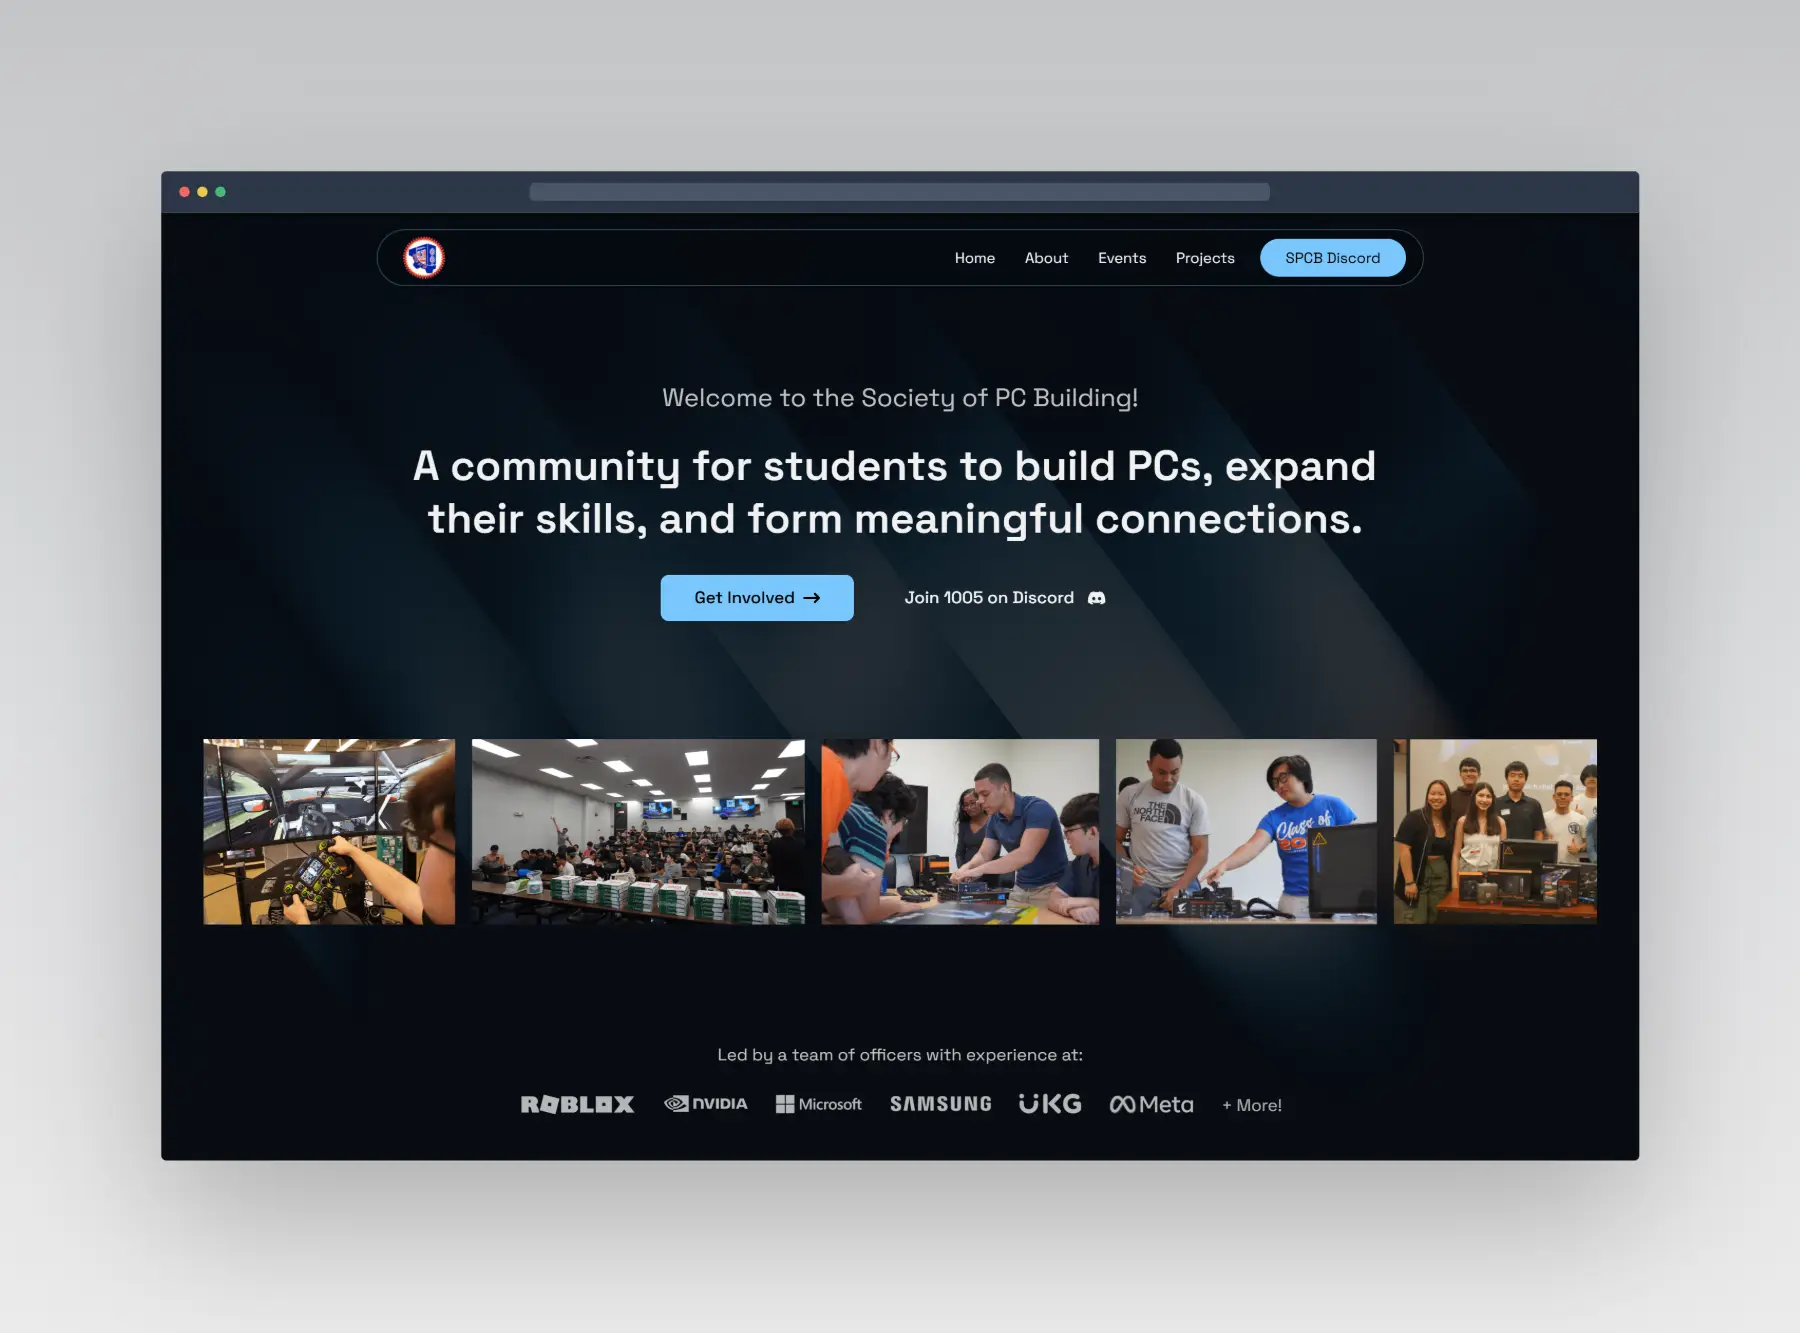 Home About Events Projects SPCB Discord
Welcome to the Society of PC Building!
A community for students to build PCs, expand
their skills, and form meaningful connections.
Get Involved →
Join 1005 on Discord
THE
NORTH
FACE
Class of
Led by a team of officers with experience at:
ROBLOX NVIDIA Microsoft SAMSUNG UKG Meta + More!